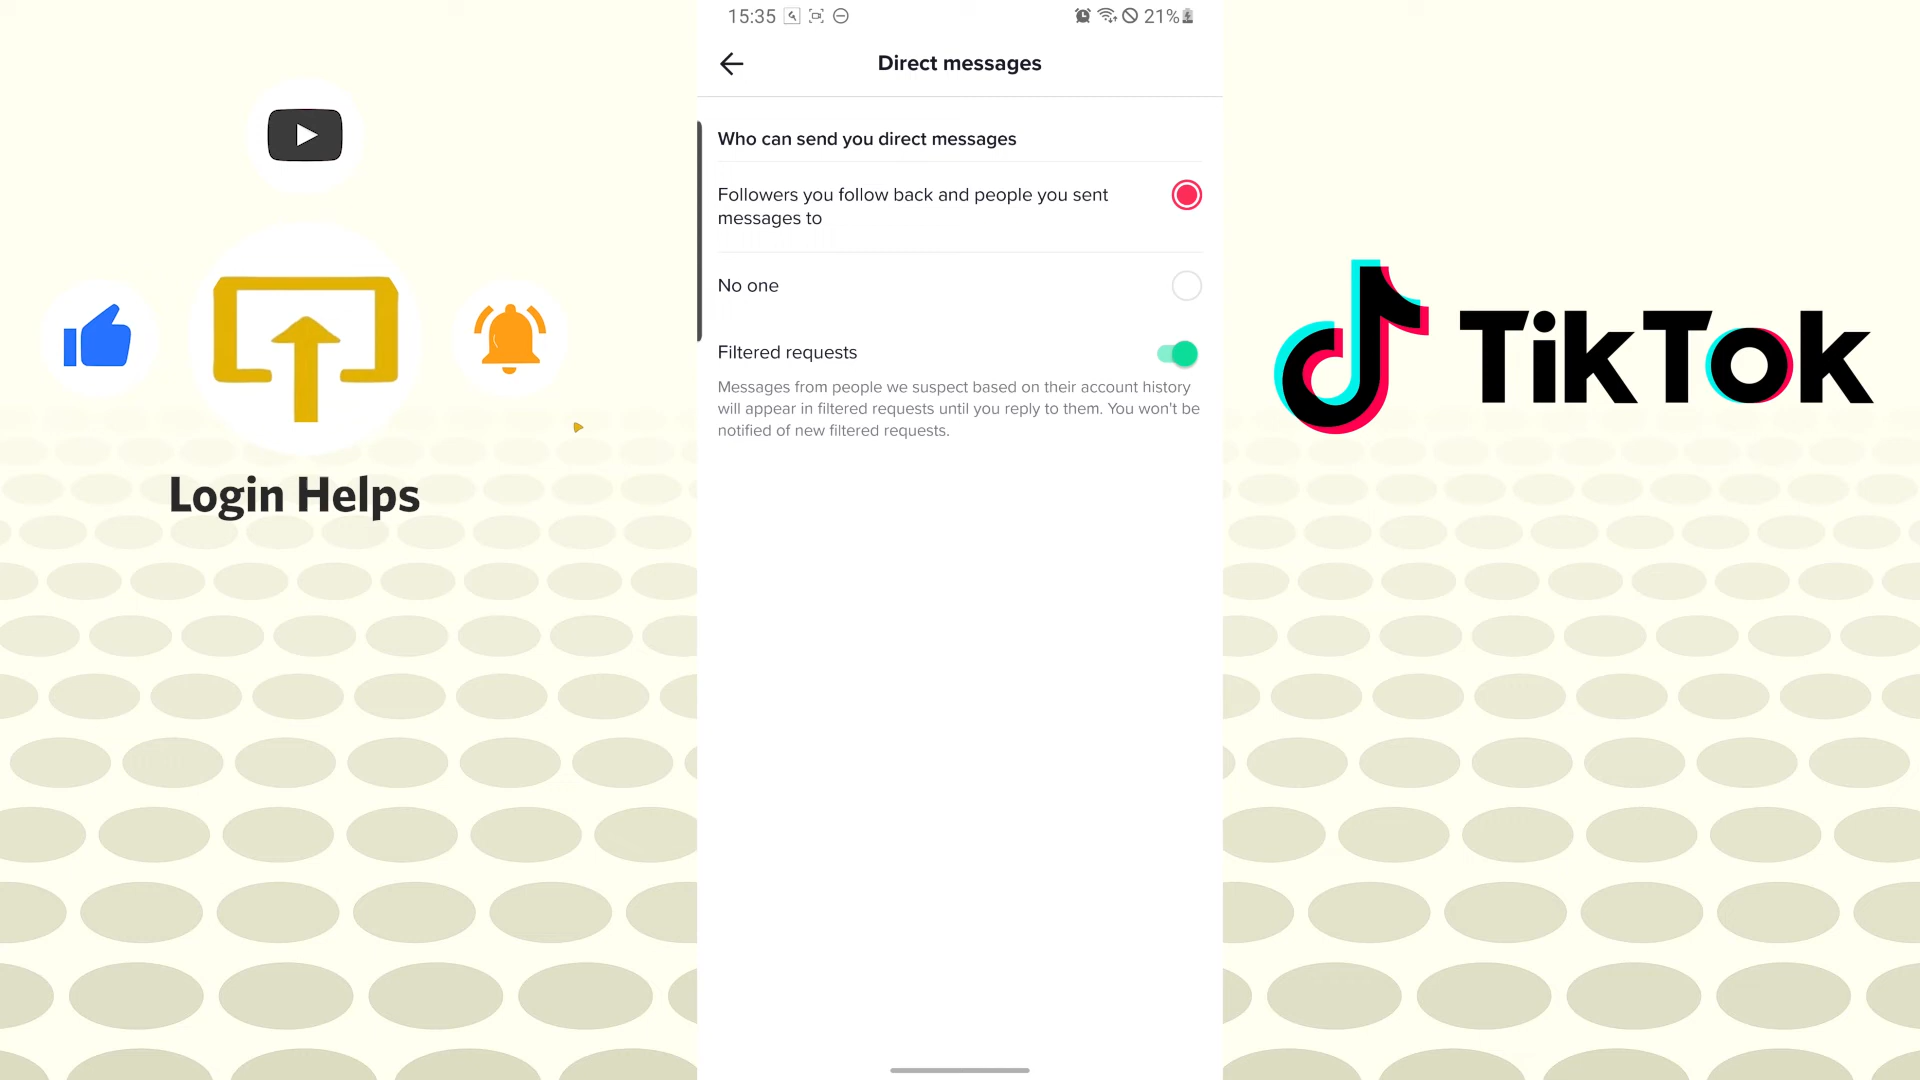 15:35
21%
Direct messages
Who can send you direct messages
Followers you follow back and people you sent
messages to
No one
Filtered requests
Messages from people we suspect based on their account history
will appear in filtered requests until you reply to them. You won't be
notified of new filtered requests.
Login Helps
TikTok